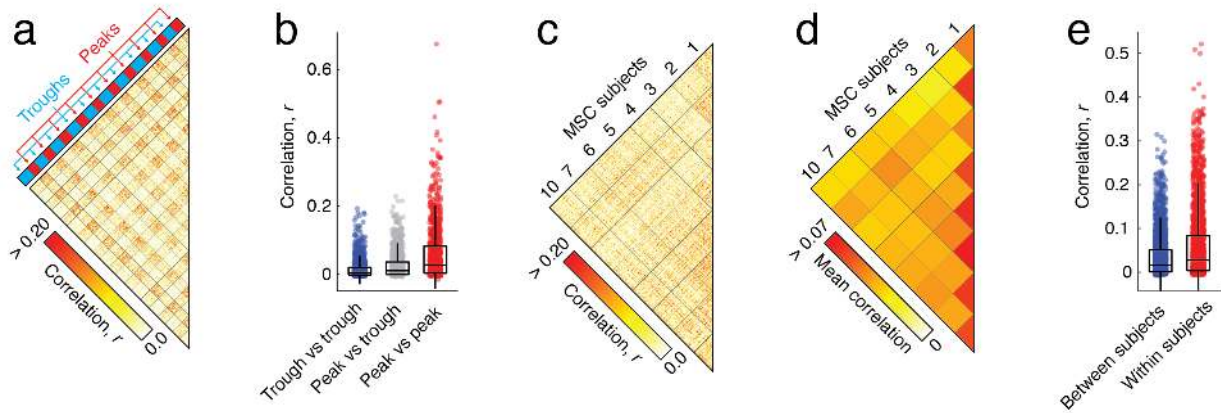 a
Troughs
Peaks
> 0.20
Correlation, r
0.0
b
0.6
0.4
0.2
0
Correlation, r
Trough vs trough
Peak vs trough
Peak vs peak
c
MSC subjects
10 7 6 5 4 3 2 1
> 0.20
Correlation, r
0.0
d
MSC subjects
10 7 6 5 4 3 2 1
> 0.07
Mean correlation
0
e
0.5
0.4
0.3
0.2
0.1
0
Correlation, r
Between subjects
Within subjects